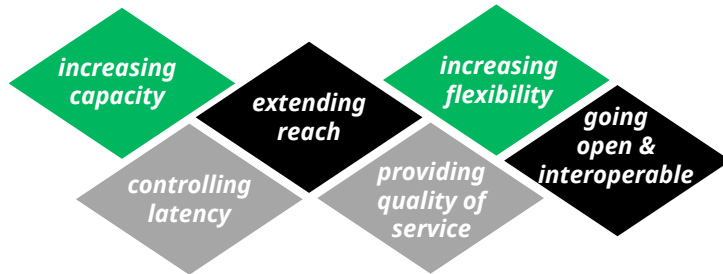 increasing
capacity
controlling
latency
extending
reach
providing
quality of
service
increasing
flexibility
going
open &
interoperable